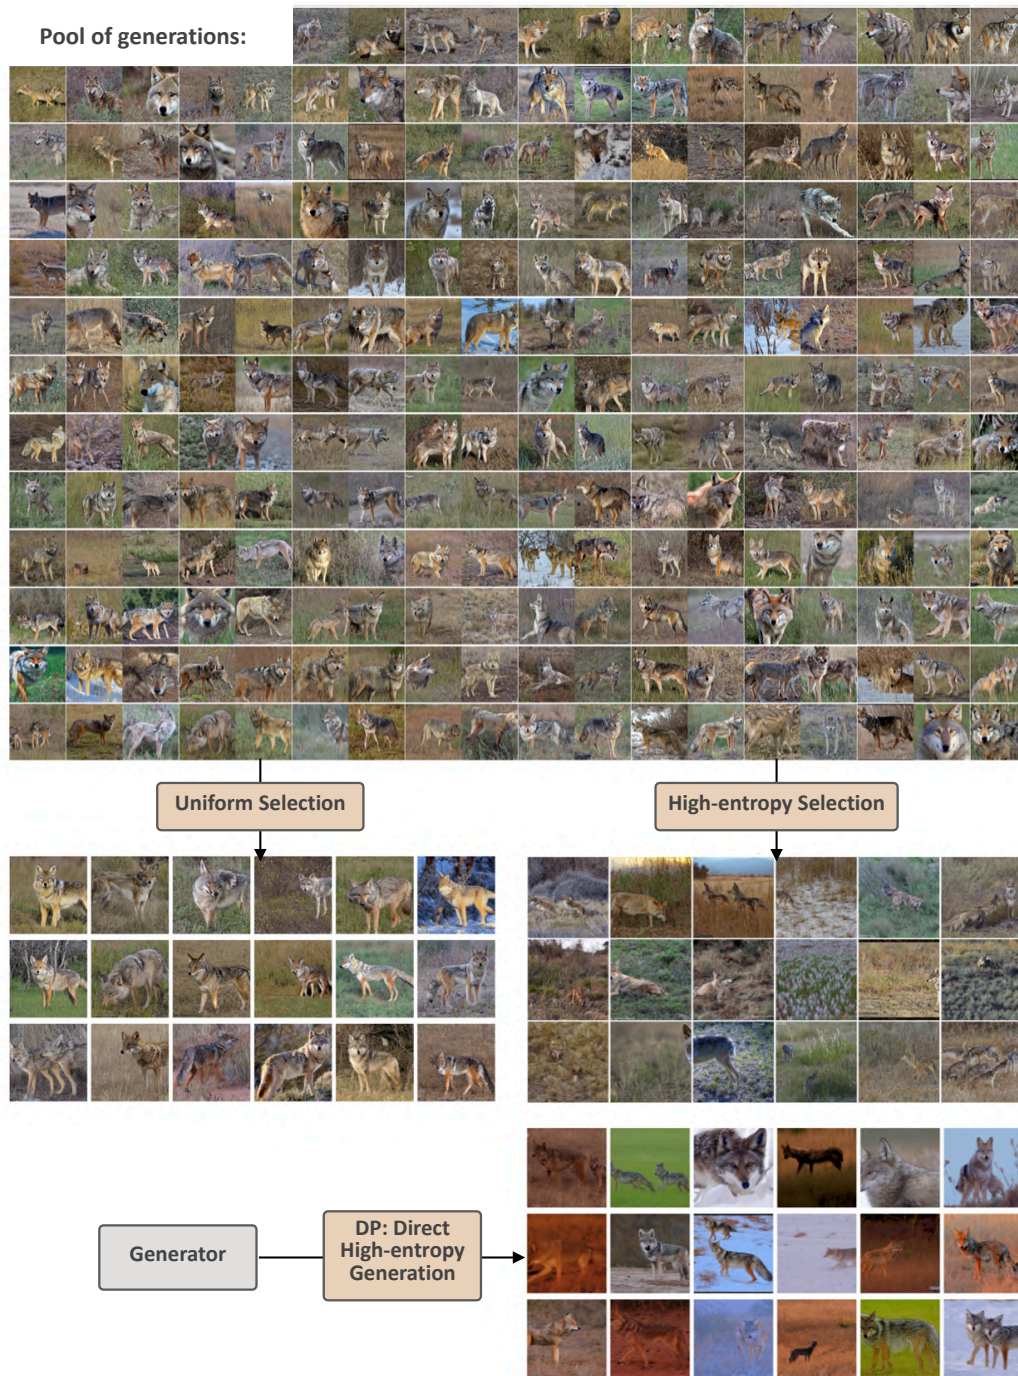 Pool of generations:
Uniform Selection
High-entropy Selection
Generator
DP: Direct
High-entropy
Generation